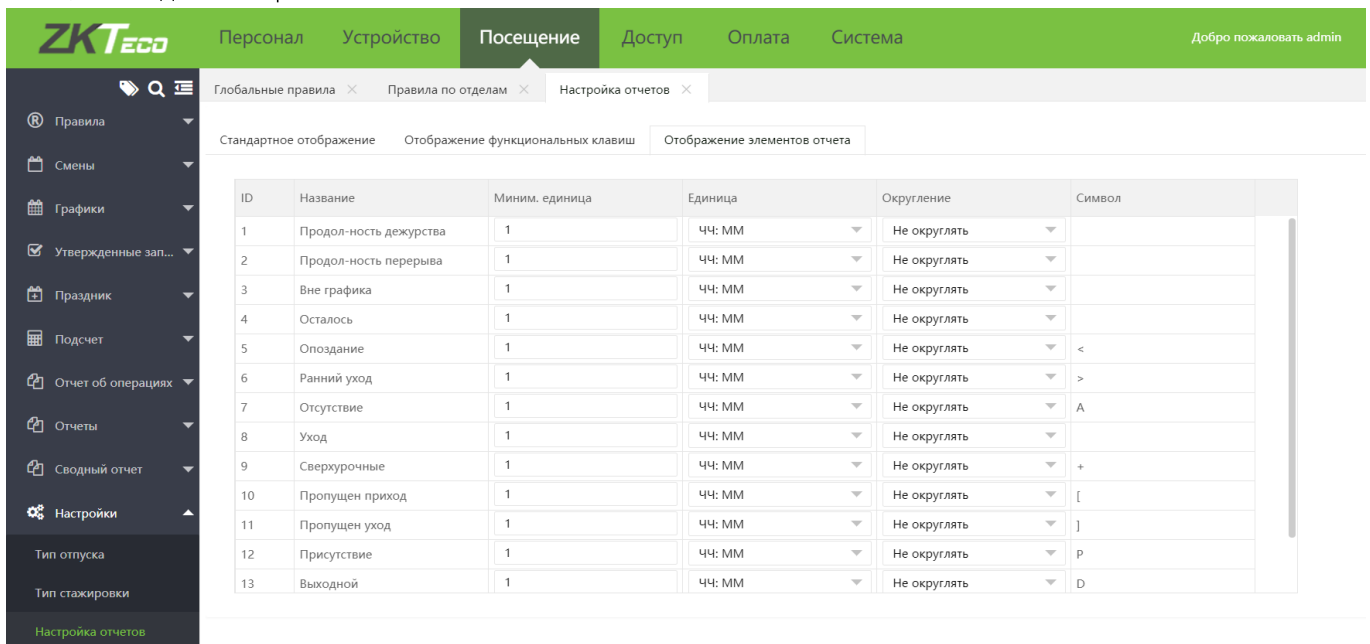 ZKTeco Персонал Устройство Посещение Доступ Оплата Система Добро пожаловать admin
Глобальные правила × Правила по отделам × Настройка отчетов ×
Правила
Смены
Графики
Утвержденные зап...
Праздник
Подсчет
Отчет об операциях
Отчеты
Сводный отчет
Настройки
Тип отпуска
Тип стажировки
Настройка отчетов
Стандартное отображение Отображение функциональных клавиш Отображение элементов отчета
ID Название Миним. единица Единица Округление Символ
1 Продол-ность дежурства 1 ЧЧ: ММ Не округлять
2 Продол-ность перерыва 1 ЧЧ: ММ Не округлять
3 Вне графика 1 ЧЧ: ММ Не округлять
4 Осталось 1 ЧЧ: ММ Не округлять
5 Опоздание 1 ЧЧ: ММ Не округлять <
6 Ранний уход 1 ЧЧ: ММ Не округлять >
7 Отсутствие 1 ЧЧ: ММ Не округлять A
8 Уход 1 ЧЧ: ММ Не округлять
9 Сверхурочные 1 ЧЧ: ММ Не округлять +
10 Пропущен приход 1 ЧЧ: ММ Не округлять [
11 Пропущен уход 1 ЧЧ: ММ Не округлять ]
12 Присутствие 1 ЧЧ: ММ Не округлять P
13 Выходной 1 ЧЧ: ММ Не округлять D